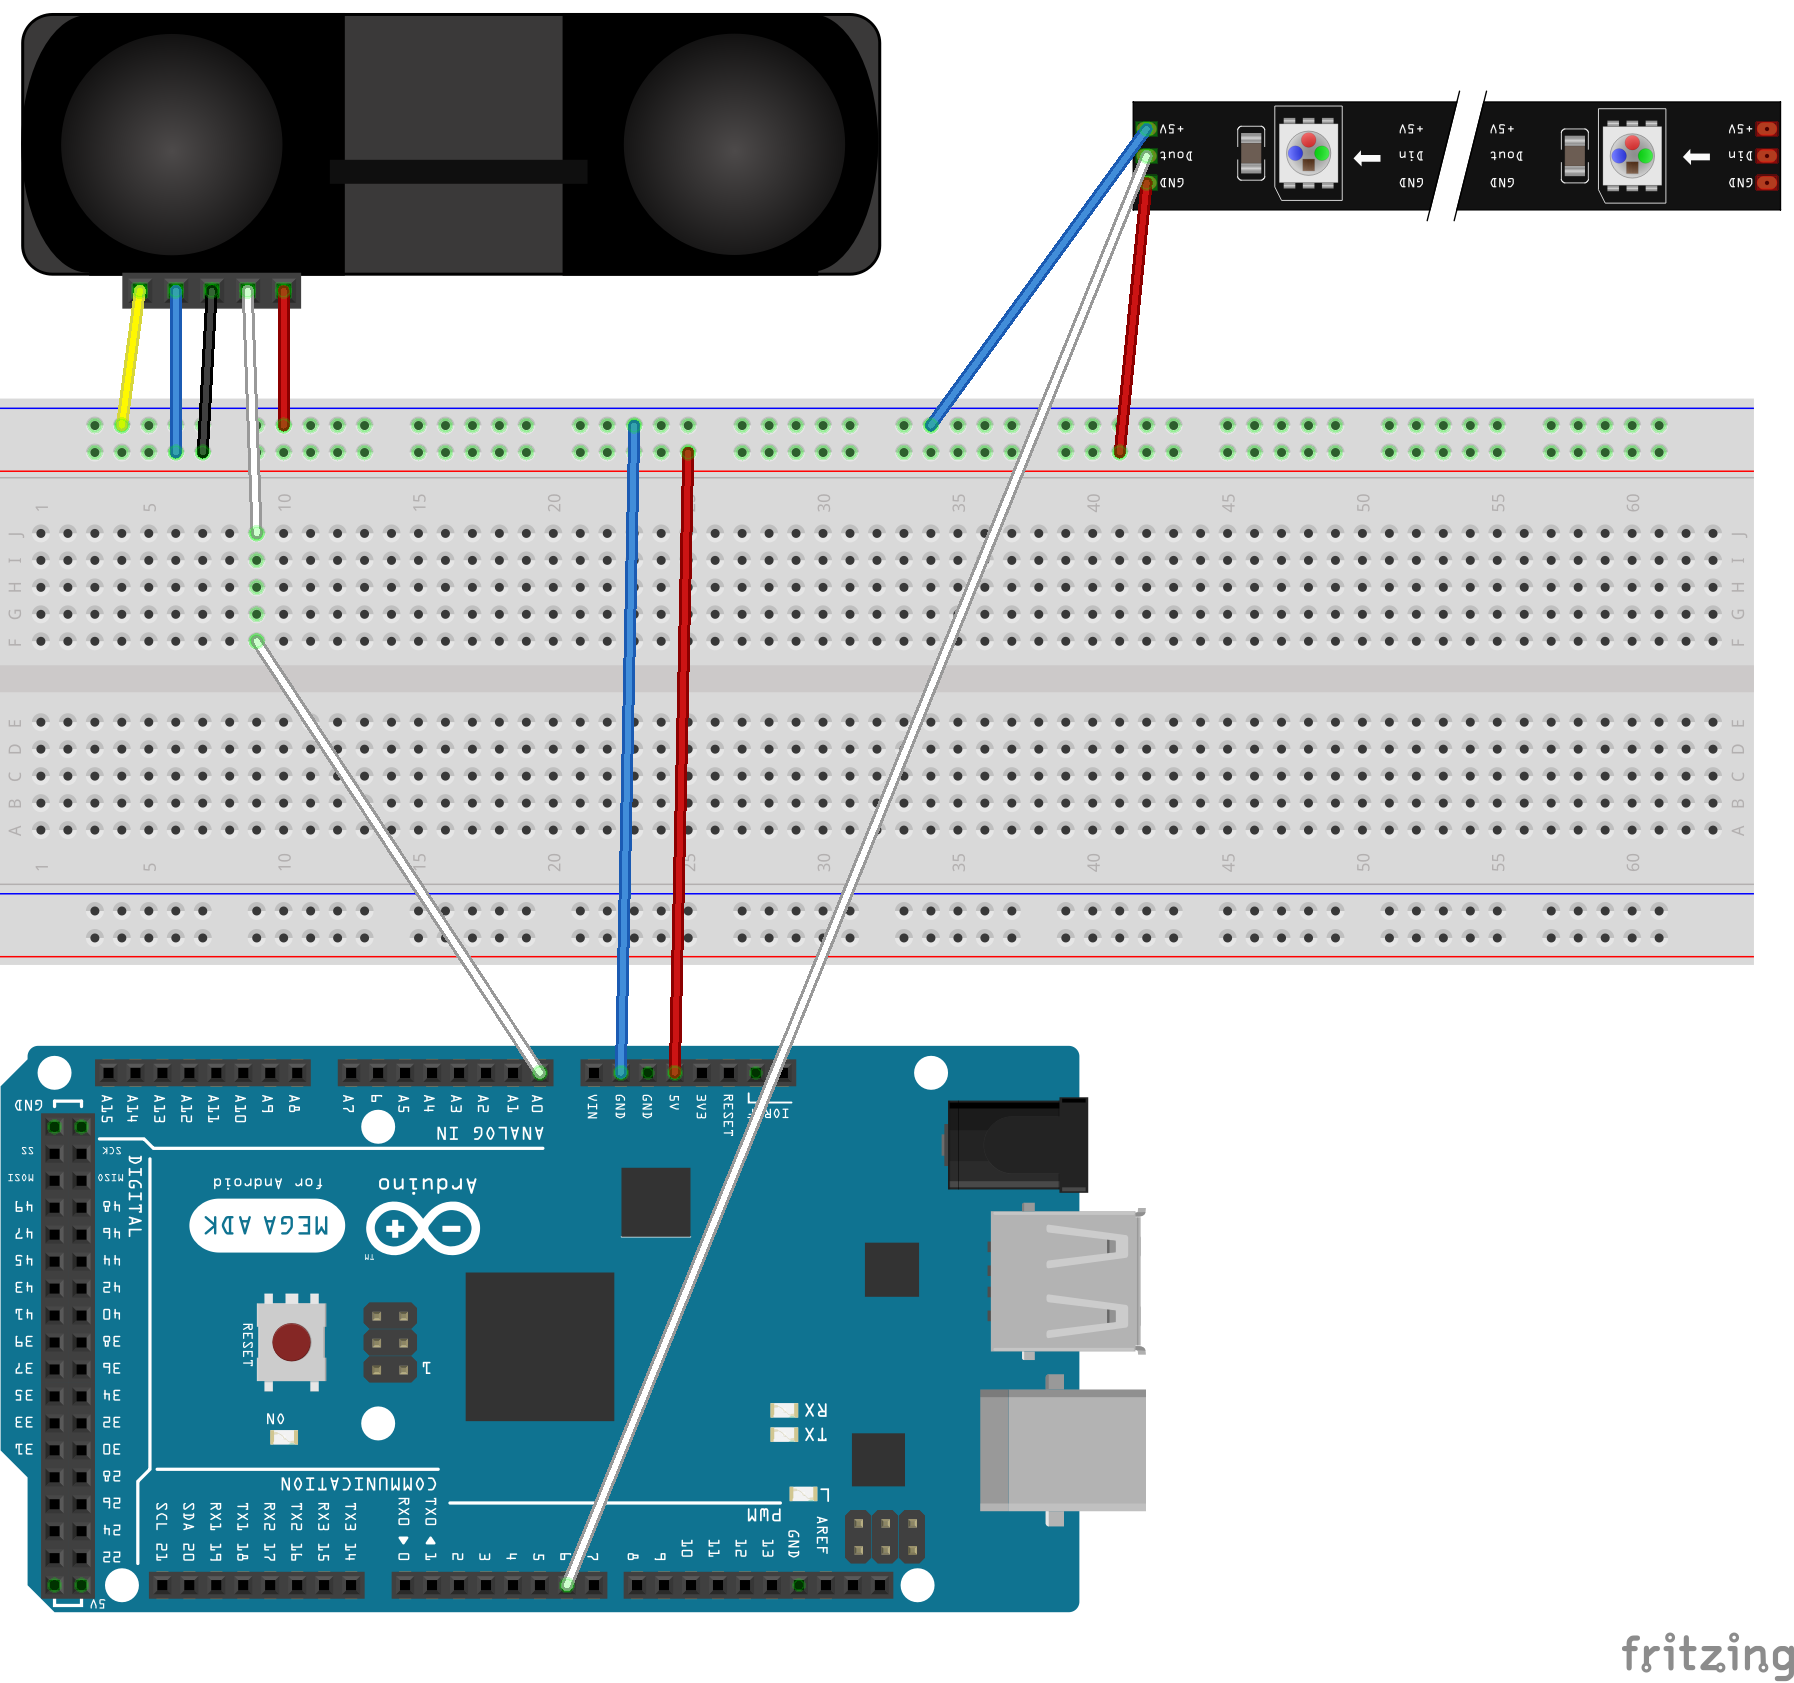 +5V +5V +5V +5V
Dout Din Dout Din
GND GND GND GND
1 5 10 15 20 30 35 40 45 50 55 60
J J
I I
H H
G G
F F
E E
D D
C C
B B
A A
1 5 10 15 20 25 30 35 40 45 50 55 60
A15 A14 A13 A12 A11 A10 A9 A8 A7 6 A5 A4 A3 A2 A1 A0 VIN GND GND 5V 3V3 RESET
GND
ANALOG IN
SS SCK
MOSI MISO
DIGITAL
for Android
Arduino
TM
MEGA ADK
49 48
47 46
45 44
43 42
41 40
39 38
37 36
35 34
33 32
31 30
28
26
24
22
5V
RESET
1
ON
RX
TX
L
COMMUNICATION
PWM
SCL 21 SDA 20 RX1 19 TX1 18 RX2 17 TX2 16 RX3 15 TX3 14 RX0 0 TX0 1 2 3 4 5 6 7 8 9 10 11 12 13 GND AREF
fritzing